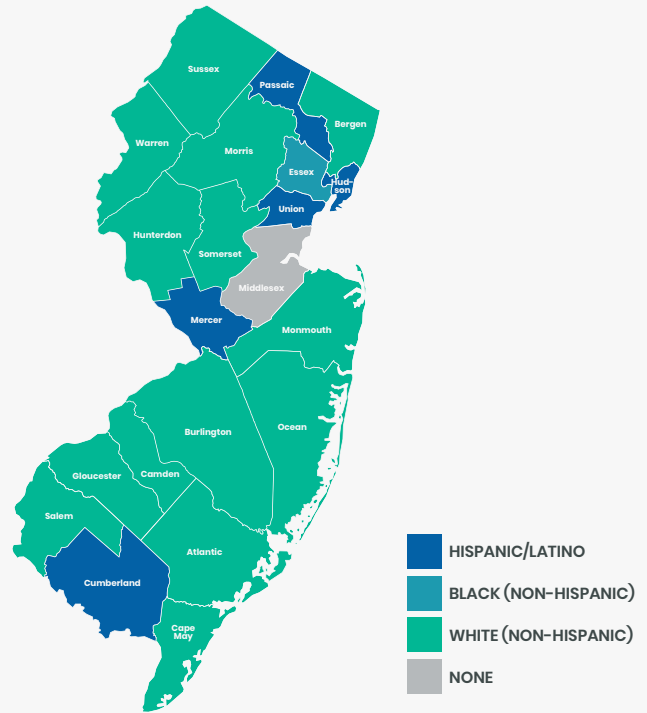 Sussex
Passaic
Bergen
Warren
Morris
Essex
Hud-
son
Union
Hunterdon
Somerset
Middlesex
Mercer
Monmouth
Ocean
Burlington
Camden
Gloucester
Salem
Atlantic
Cumberland
Cape
May
HISPANIC/LATINO
BLACK (NON-HISPANIC)
WHITE (NON-HISPANIC)
NONE